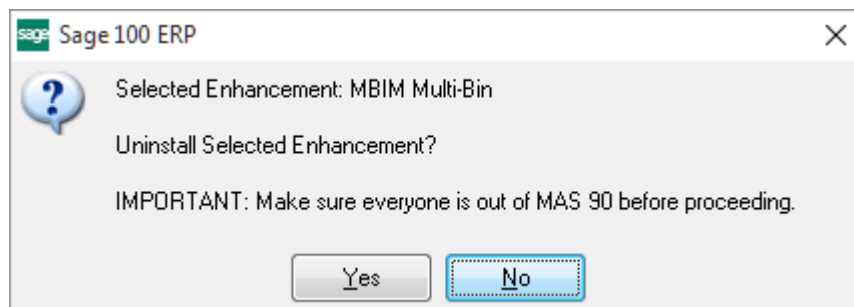 sage Sage 100 ERP
Selected Enhancement: MBIM Multi-Bin
Uninstall Selected Enhancement?
IMPORTANT: Make sure everyone is out of MAS 90 before proceeding.
Yes No